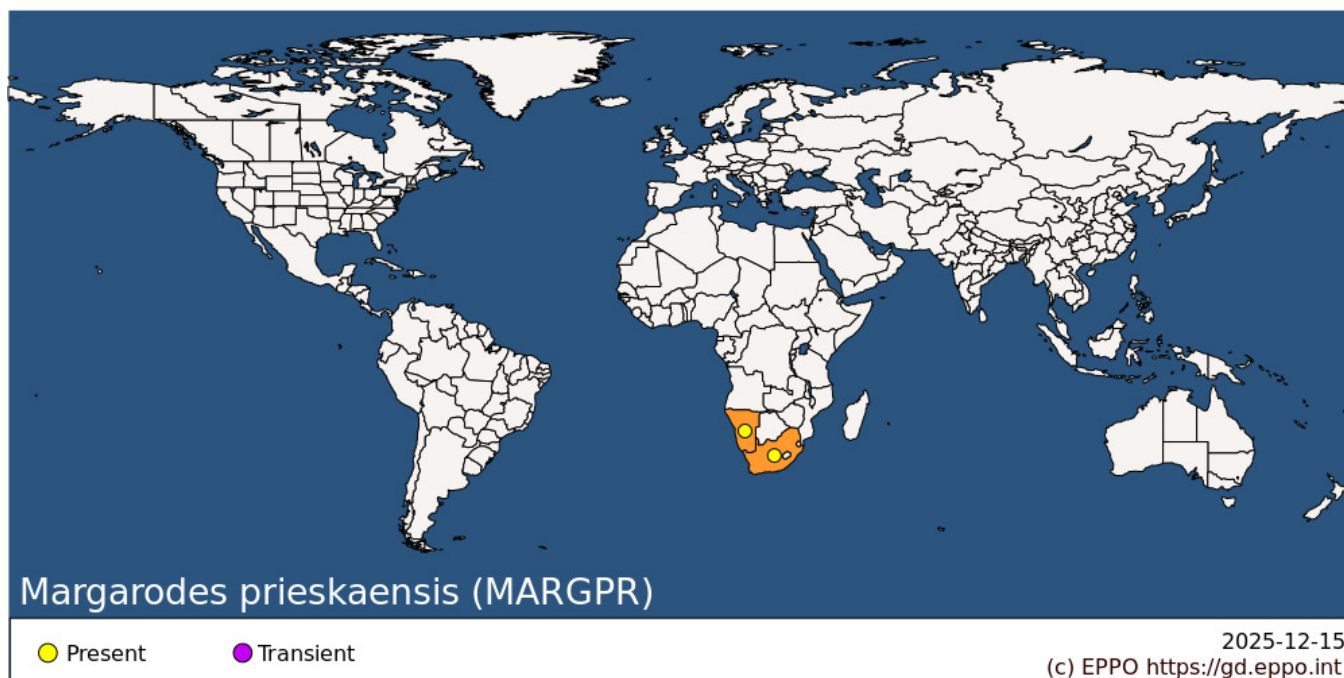 Margarodes prieskaensis (MARGPR)
Present
Transient
2025-12-15
(c) EPPO https://gd.eppo.int